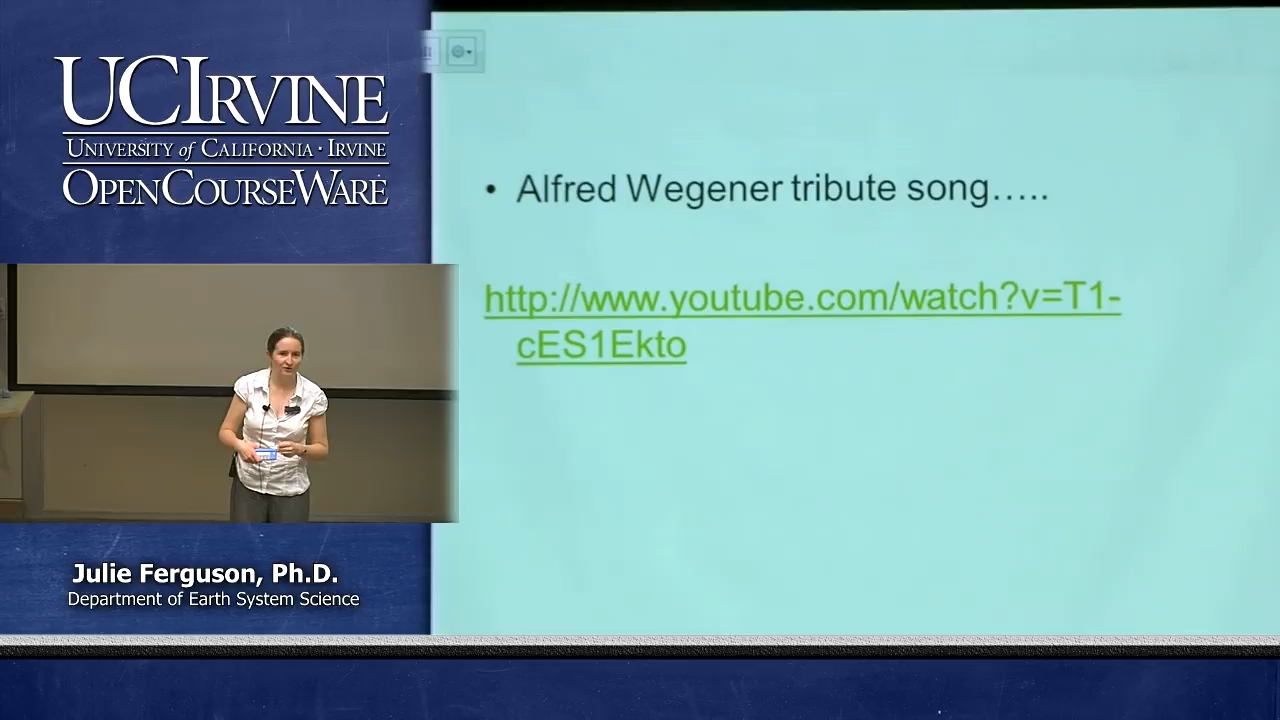 UCIRVINE
UNIVERSITY of CALIFORNIA · IRVINE
OPENCOURSEWARE
• Alfred Wegener tribute song.....
http://www.youtube.com/watch?v=T1-
cES1Ekto
Julie Ferguson, Ph.D.
Department of Earth System Science